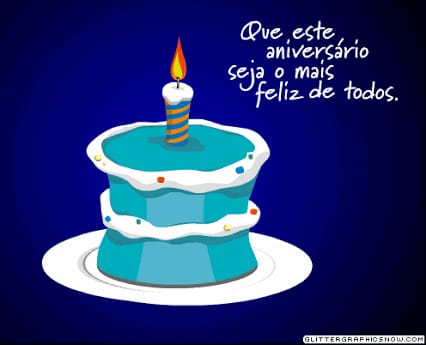 Que este
aniversário
seja o mais
feliz de todos.
GLITTERGRAPHICSNOW.COM